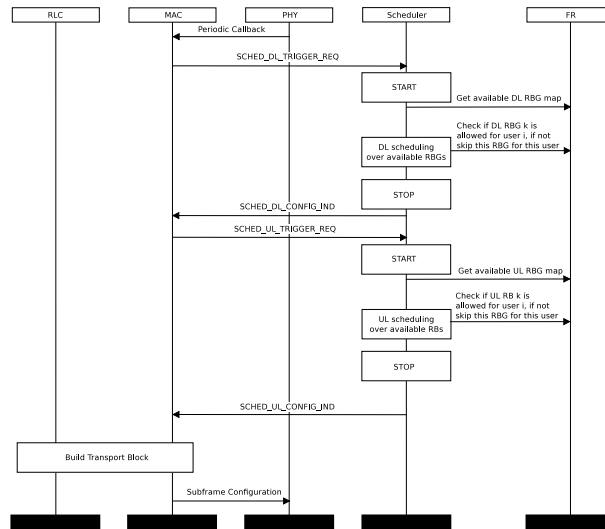 RLC
MAC
PHY
Scheduler
FR
Periodic Callback
SCHED_DL_TRIGGER_REQ
START
Get available DL RBG map
Check if DL RBG k is
allowed for user i, if not
skip this RBG for this user
DL scheduling
over available RBGs
STOP
SCHED_DL_CONFIG_IND
SCHED_UL_TRIGGER_REQ
START
Get available UL RBG map
Check if UL RB k is
allowed for user i, if not
skip this RBG for this user
UL scheduling
over available RBs
STOP
SCHED_UL_CONFIG_IND
Build Transport Block
Subframe Configuration